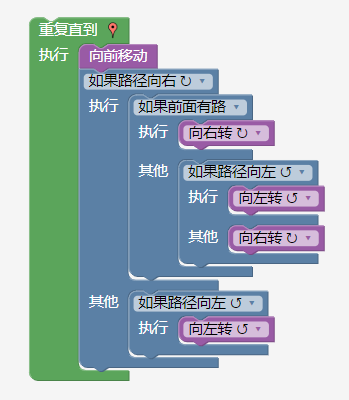 重复直到
执行 向前移动
如果路径向右 ↻ ▾
执行 如果前面有路 ▾
执行 向右转 ↻ ▾
其他 如果路径向左 ↺ ▾
执行 向左转 ↺ ▾
其他 向右转 ↻ ▾
其他 如果路径向左 ↺ ▾
执行 向左转 ↺ ▾